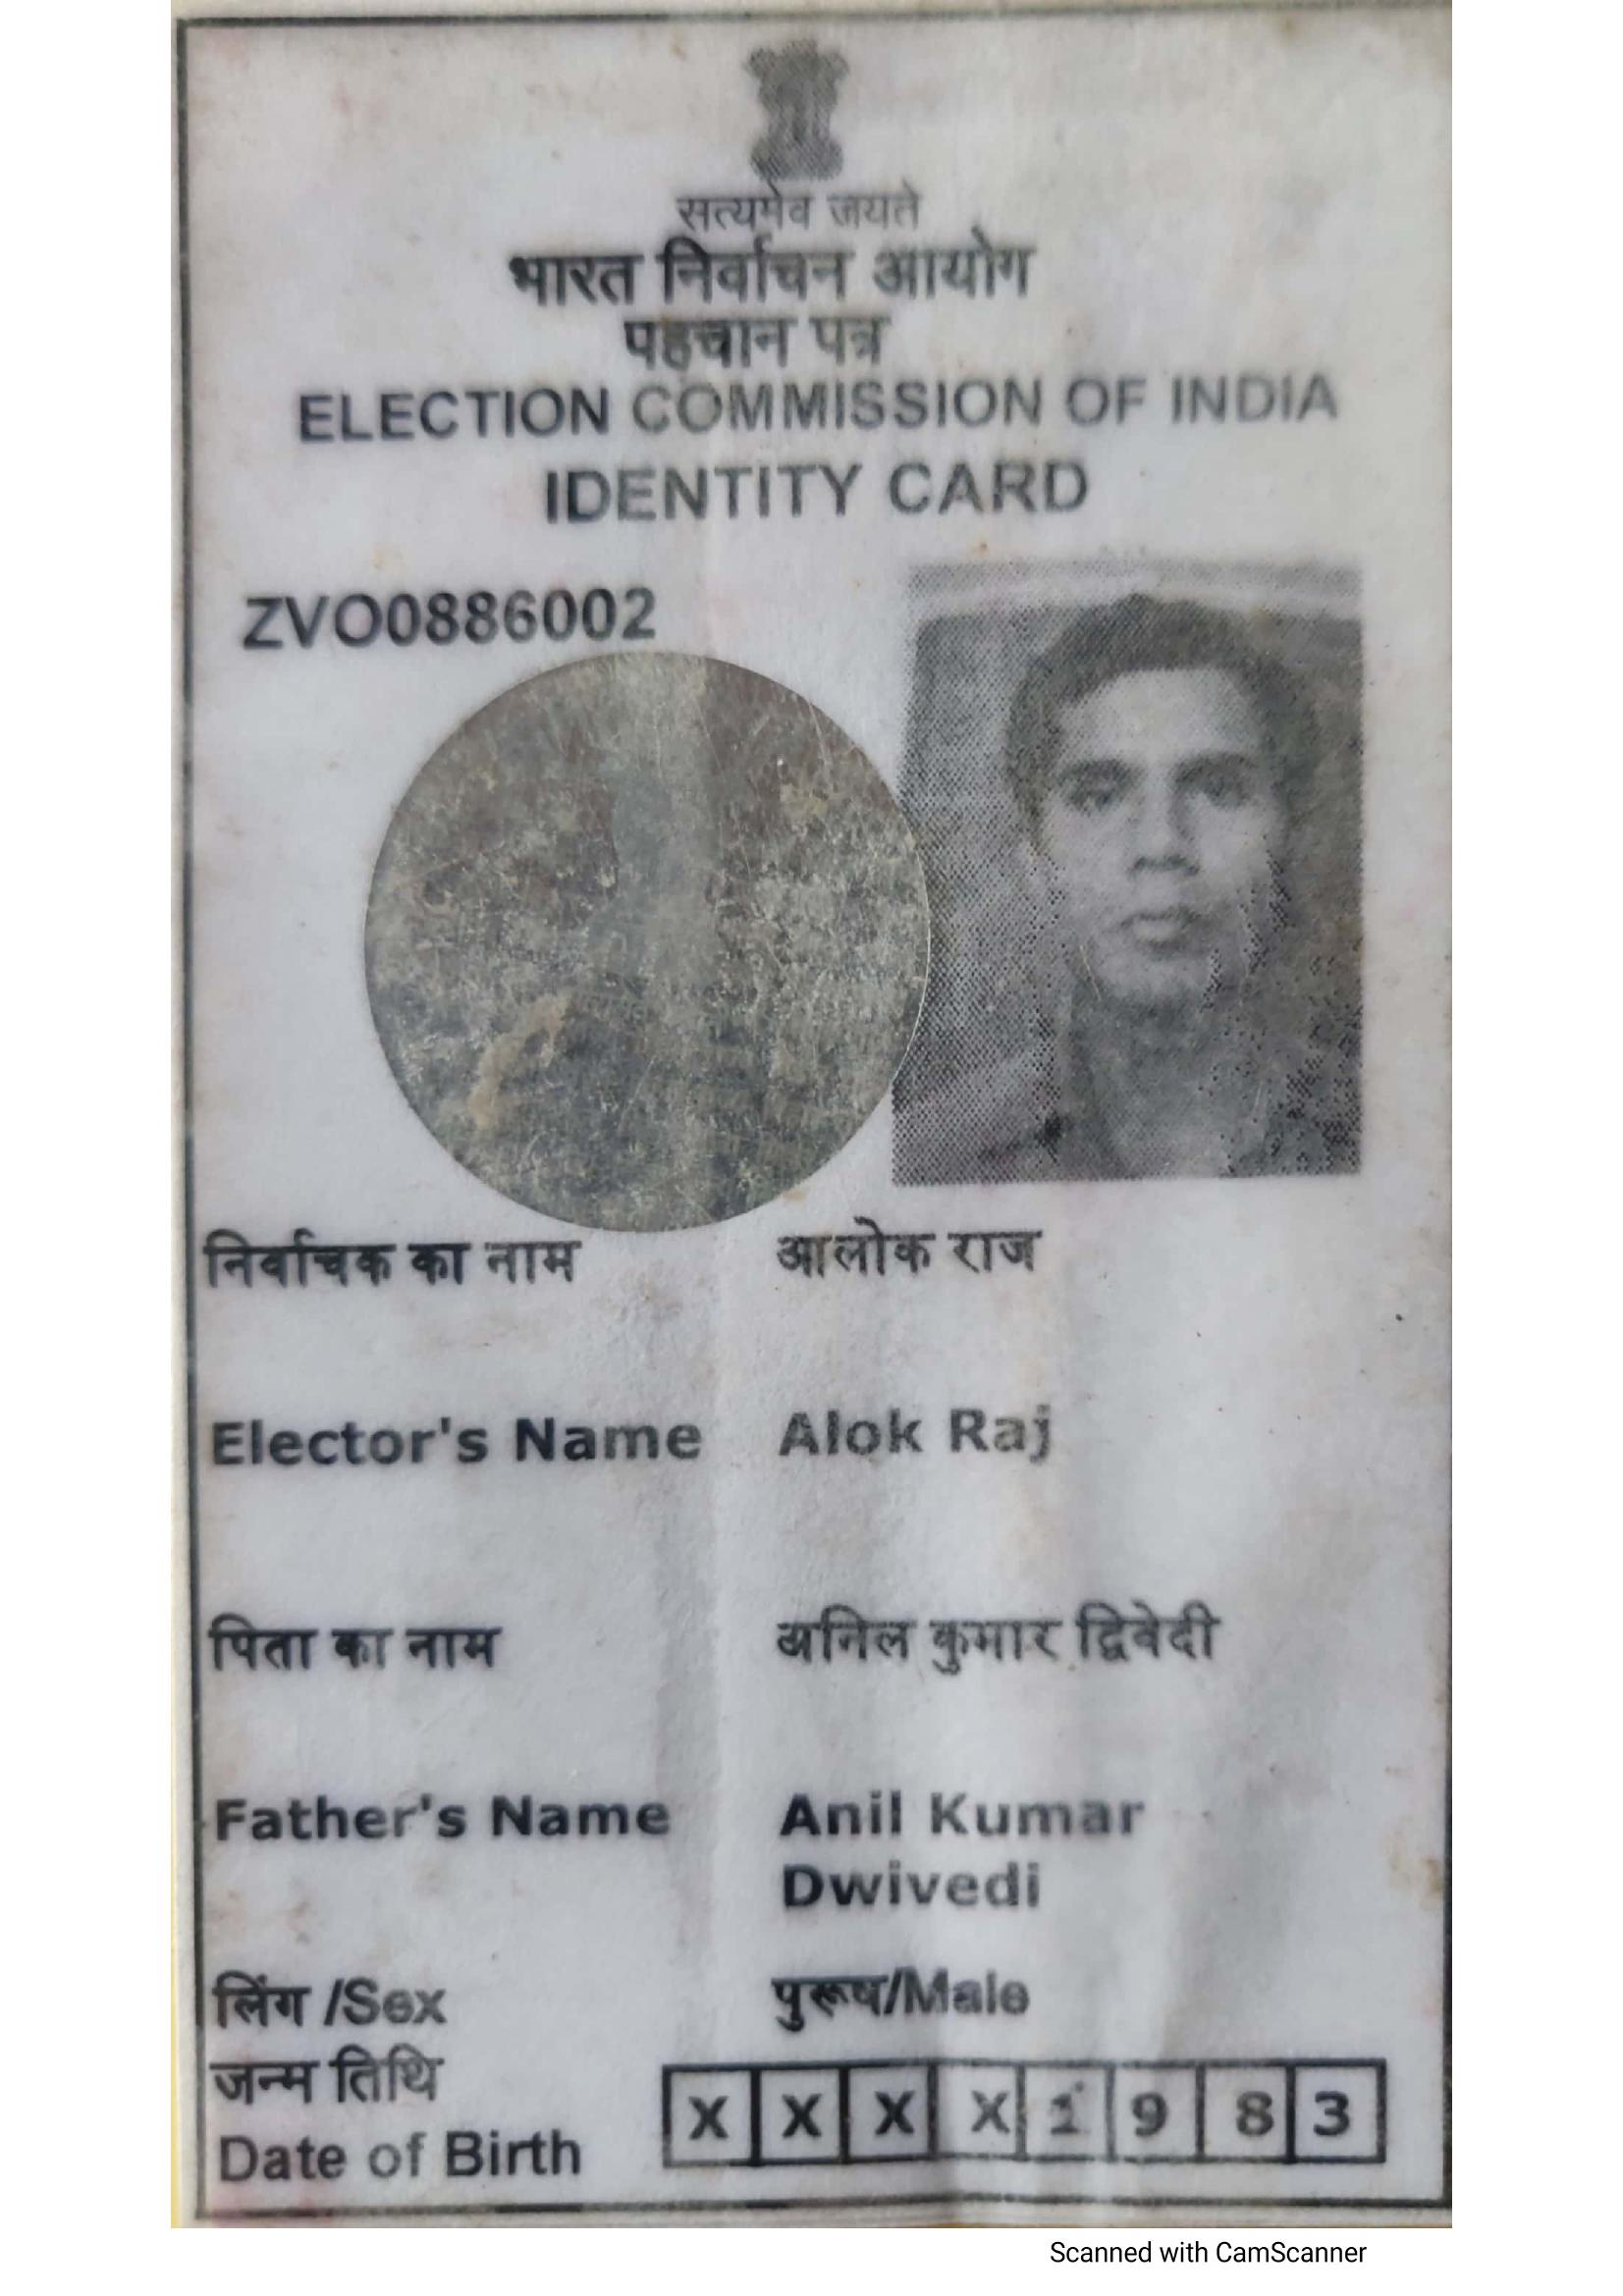 सत्यमेव जयते
भारत निर्वाचन आयोग
पहचान पत्र
ELECTION COMMISSION OF INDIA
IDENTITY CARD
ZVO0886002
निर्वाचक का नाम आलोक राज
Elector's Name Alok Raj
पिता का नाम अनिल कुमार द्विवेदी
Father's Name Anil Kumar
Dwivedi
लिंग /Sex पुरूष/Male
जन्म तिथि
Date of Birth X X X X 1 9 8 3
Scanned with CamScanner